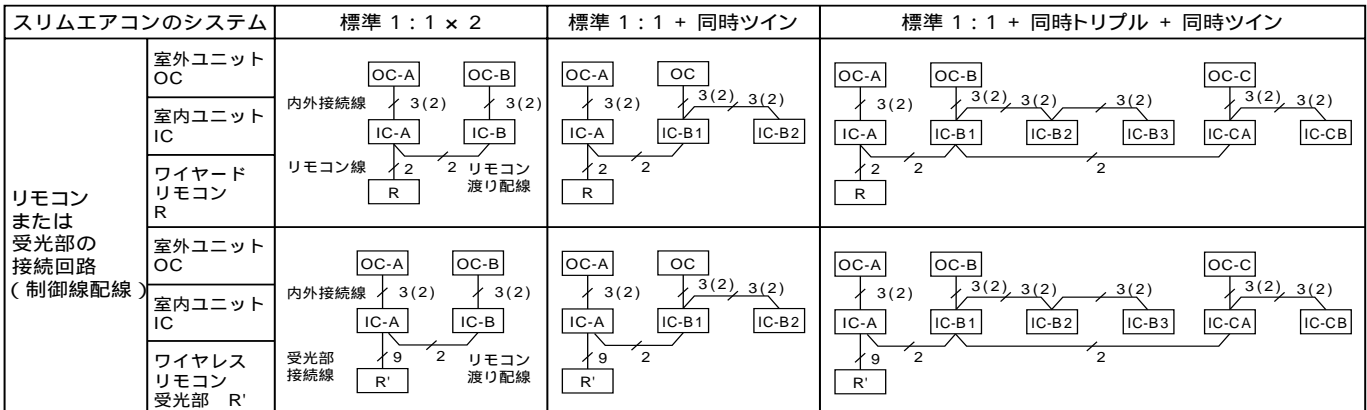 スリムエアコンのシステム 標準 1 : 1 × 2 標準 1 : 1 + 同時ツイン 標準 1 : 1 + 同時トリプル + 同時ツイン
リモコン
または
受光部の
接続回路
( 制御線配線 )
室外ユニット
OC
室内ユニット
IC
ワイヤード
リモコン
R
OC-A OC-B
内外接続線 3(2) 3(2)
IC-A IC-B
リモコン線 2 2 リモコン
渡り配線
R
OC-A OC
3(2) 3(2) 3(2)
IC-A IC-B1 IC-B2
2 2
R
OC-A OC-B OC-C
3(2) 3(2) 3(2) 3(2) 3(2) 3(2)
IC-A IC-B1 IC-B2 IC-B3 IC-CA IC-CB
2 2 2
R
室外ユニット
OC
室内ユニット
IC
ワイヤレス
リモコン
受光部 R'
OC-A OC-B
内外接続線 3(2) 3(2)
IC-A IC-B
受光部
接続線
9 2 リモコン
渡り配線
R'
OC-A OC
3(2) 3(2) 3(2)
IC-A IC-B1 IC-B2
9 2
R'
OC-A OC-B OC-C
3(2) 3(2) 3(2) 3(2) 3(2) 3(2)
IC-A IC-B1 IC-B2 IC-B3 IC-CA IC-CB
9 2 2
R'